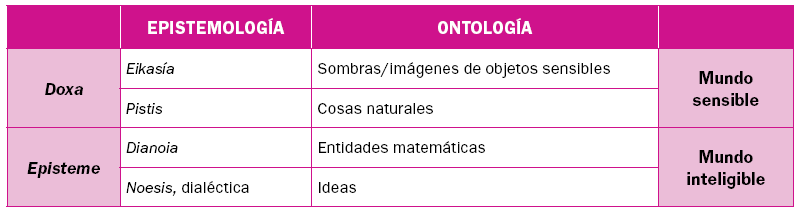 EPISTEMOLOGÍA ONTOLOGÍA
Doxa
Eikasía Sombras/imágenes de objetos sensibles
Pistis Cosas naturales
Mundo
sensible
Episteme
Dianoia Entidades matemáticas
Noesis, dialéctica Ideas
Mundo
inteligible